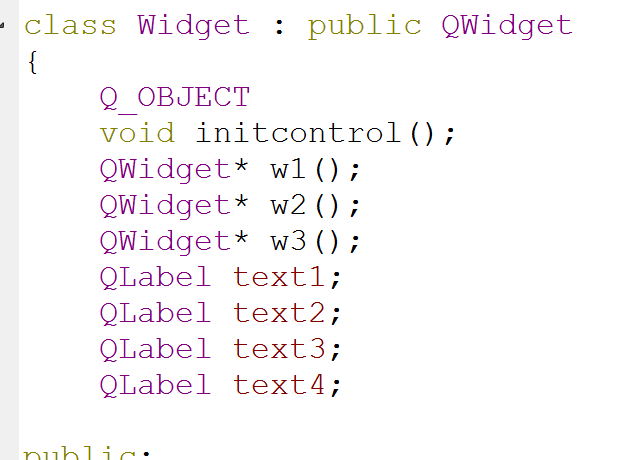 class Widget : public QWidget
{
Q_OBJECT
void initcontrol();
QWidget* w1();
QWidget* w2();
QWidget* w3();
QLabel text1;
QLabel text2;
QLabel text3;
QLabel text4;
public: